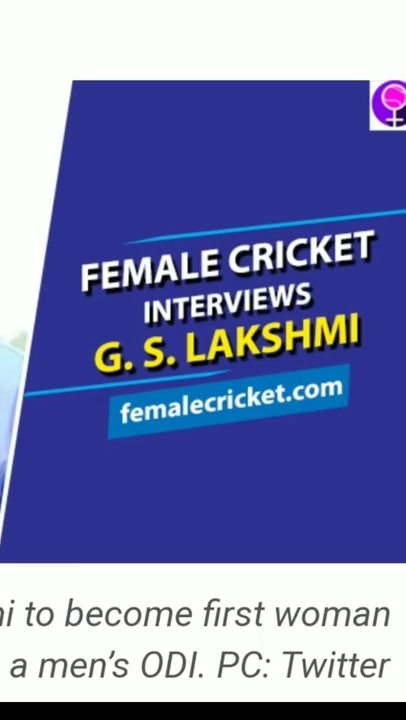 FEMALE CRICKET
INTERVIEWS
G. S. LAKSHMI
femalecricket.com
to become first woman
a men's ODI. PC: Twitter